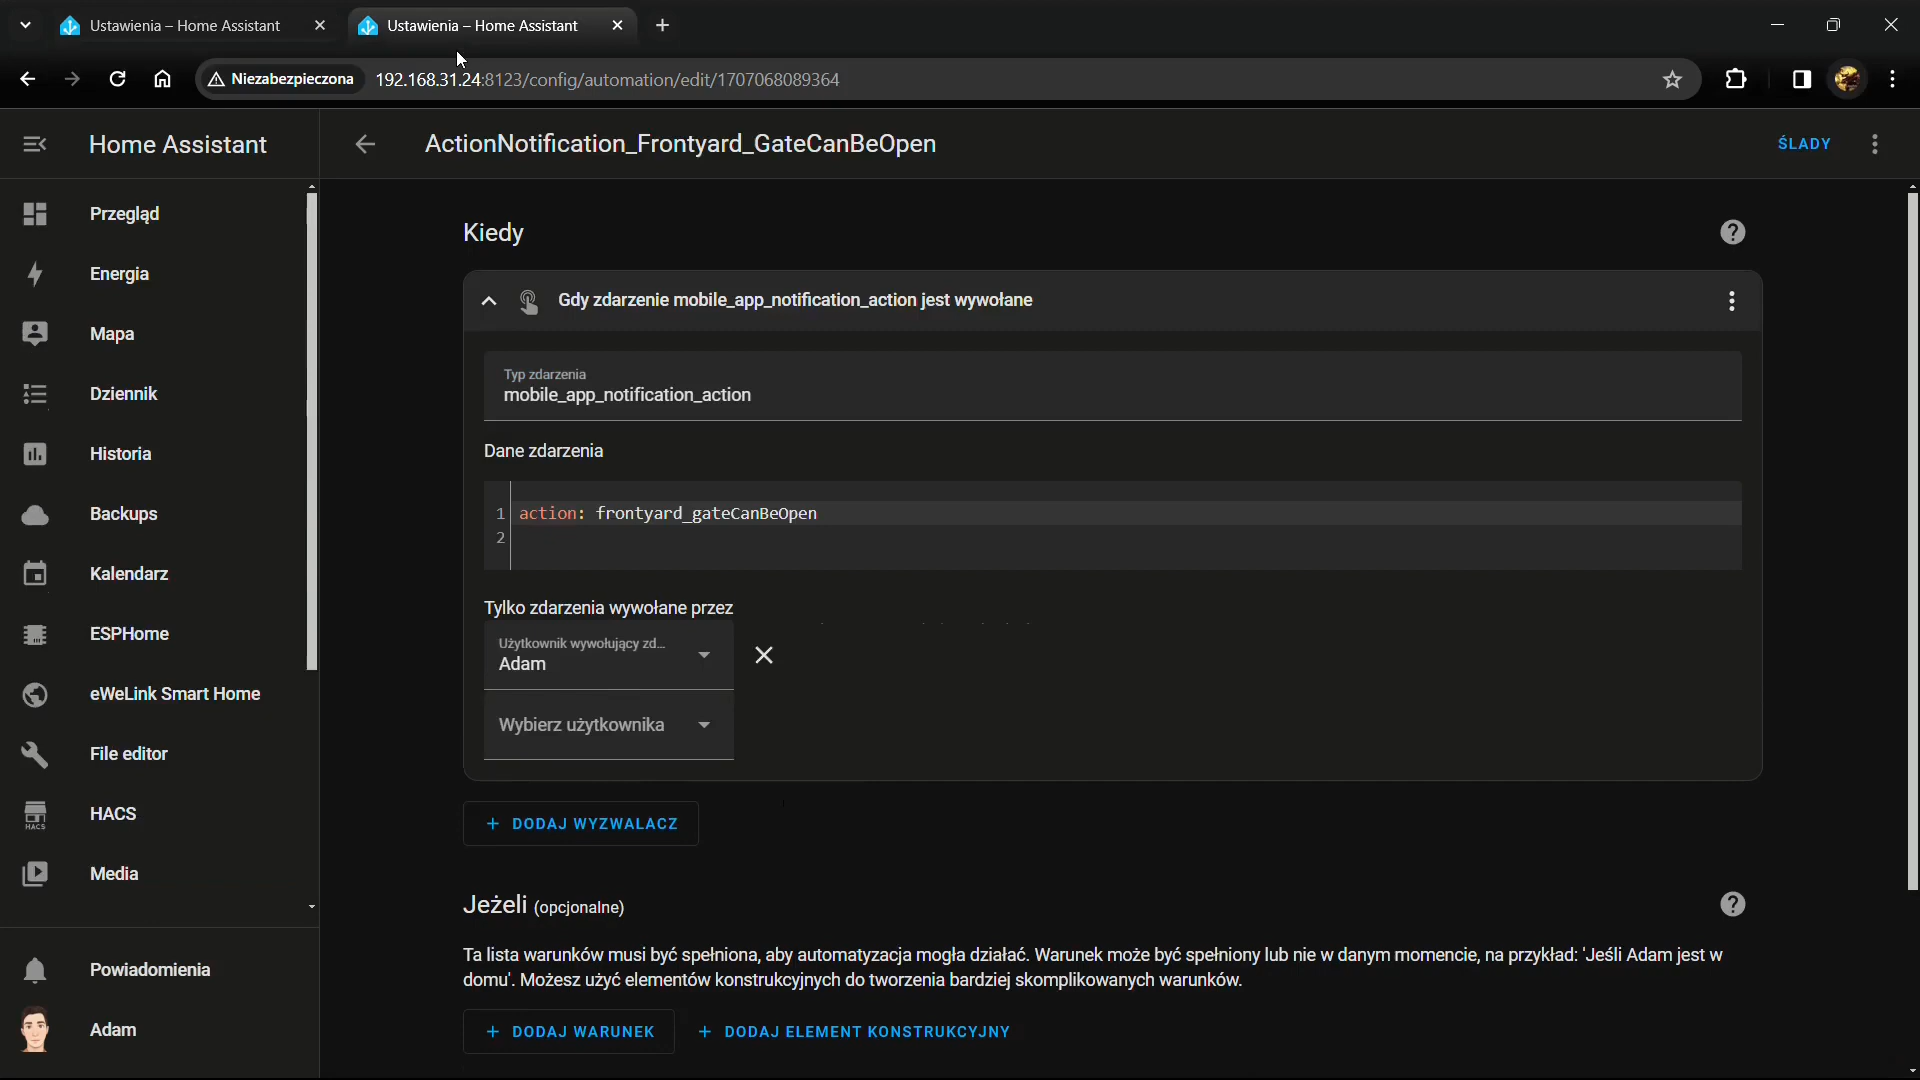 Ustawienia – Home Assistant
Ustawienia – Home Assistant
Niezabezpieczona
192.168.31.24:8123/config/automation/edit/1707068089364
Home Assistant
ActionNotification_Frontyard_GateCanBeOpen
ŚLADY
Przegląd
Energia
Mapa
Dziennik
Historia
Backups
Kalendarz
ESPHome
eWeLink Smart Home
File editor
HACS
HACS
Media
Powiadomienia
Adam
Kiedy
Gdy zdarzenie mobile_app_notification_action jest wywołane
Typ zdarzenia
mobile_app_notification_action
Dane zdarzenia
1 action: frontyard_gateCanBeOpen
2
Tylko zdarzenia wywołane przez
Użytkownik wywołujący zd...
Adam
Wybierz użytkownika
+ DODAJ WYZWALACZ
Jeżeli (opcjonalne)
Ta lista warunków musi być spełniona, aby automatyzacja mogła działać. Warunek może być spełniony lub nie w danym momencie, na przykład: 'Jeśli Adam jest w
domu'. Możesz użyć elementów konstrukcyjnych do tworzenia bardziej skomplikowanych warunków.
+ DODAJ WARUNEK
+ DODAJ ELEMENT KONSTRUKCYJNY